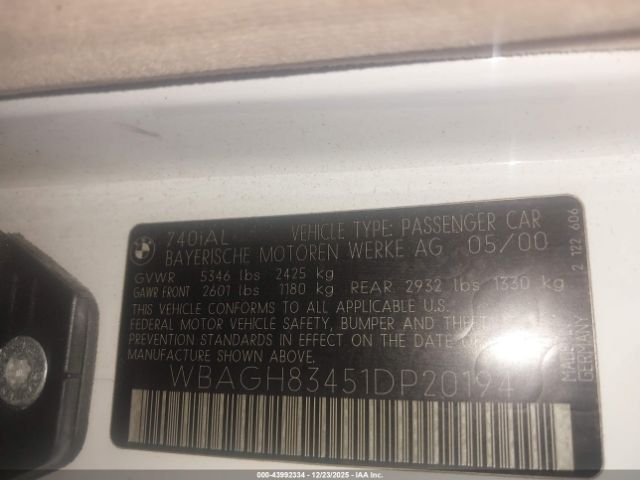 7401AL VEHICLE TYPE: PASSENGER CAR
BAYERISCHE MOTOREN WERKE AG 05/00
GVWR 5346 lbs 2425 kg
GAWR FRONT 2601 lbs 1180 kg REAR 2932 lbs 1330 kg
THIS VEHICLE CONFORMS TO ALL APPLICABLE U.S.
FEDERAL MOTOR VEHICLE SAFETY, BUMPER AND THEFT
PREVENTION STANDARDS IN EFFECT ON THE DATE OF
MANUFACTURE SHOWN ABOVE.
WBAGH83451DP20194
MADE IN
GERMANY
2 122 606
BMW
000-43992334 - 12/23/2025 - IAA Inc.